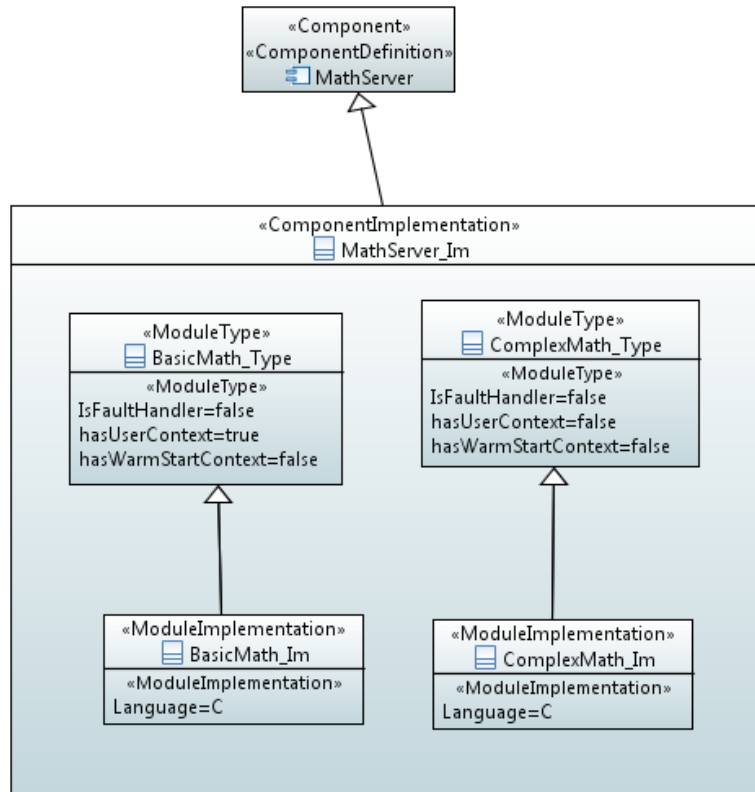 «Component»
«ComponentDefinition»
MathServer
«ComponentImplementation»
MathServer_Im
«ModuleType»
BasicMath_Type
«ModuleType»
IsFaultHandler=false
hasUserContext=true
hasWarmStartContext=false
«ModuleType»
ComplexMath_Type
«ModuleType»
IsFaultHandler=false
hasUserContext=false
hasWarmStartContext=false
«ModuleImplementation»
BasicMath_Im
«ModuleImplementation»
Language=C
«ModuleImplementation»
ComplexMath_Im
«ModuleImplementation»
Language=C